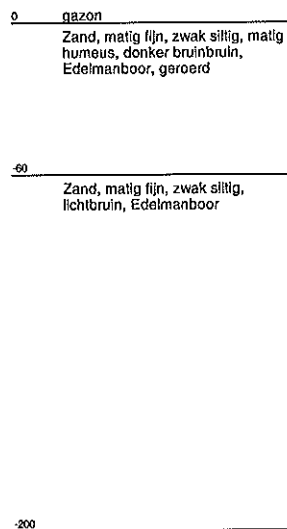 0 gazon
Zand, matig fijn, zwak siltig, matig
humeus, donker bruinbruin,
Edelmanboor, geroerd
-60
Zand, matig fijn, zwak siltig,
lichtbruin, Edelmanboor
-200